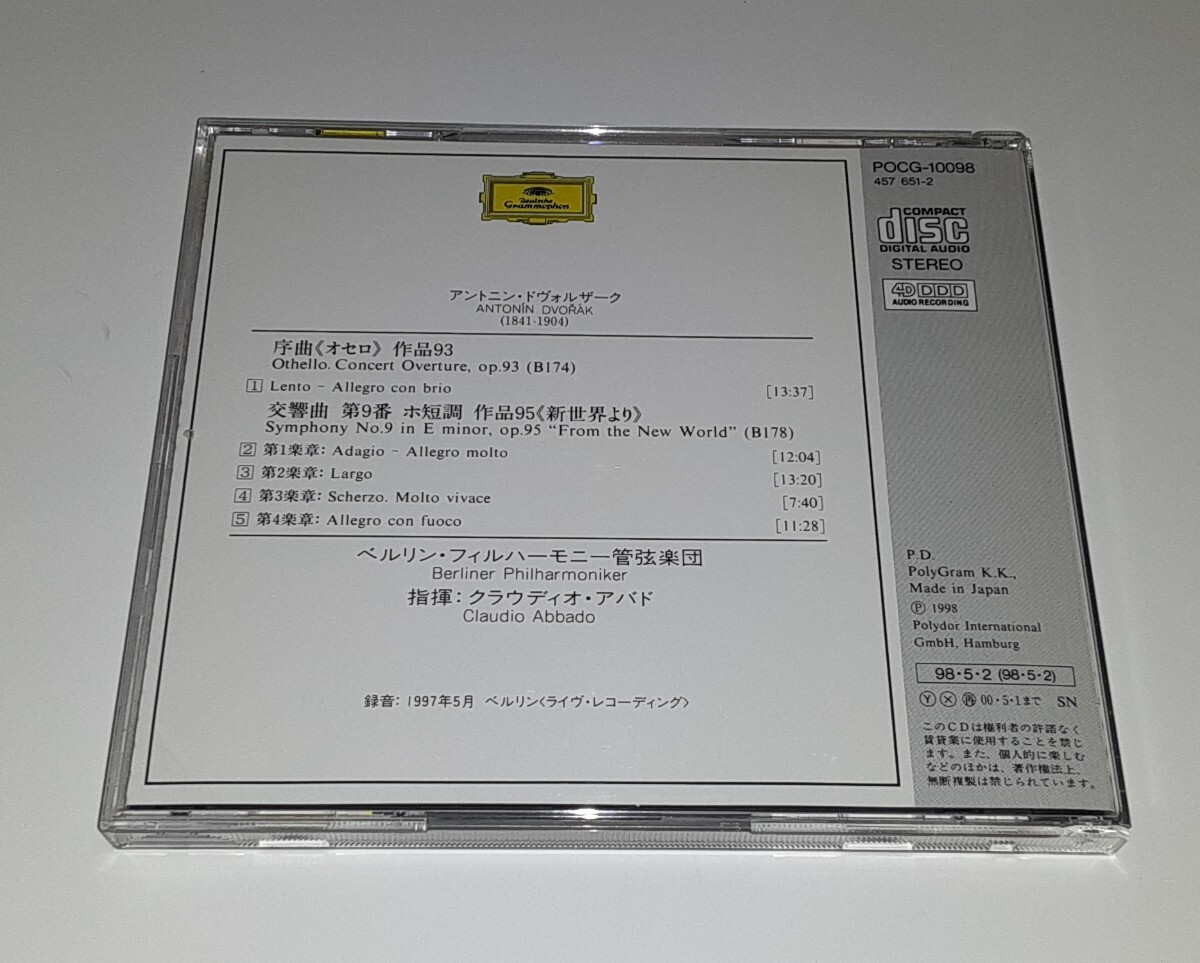 Deutsche
Grammophon
アントニン・ドヴォルザーク
ANTONÍN DVOŘÁK
(1841-1904)
序曲《オセロ》 作品93
Othello. Concert Overture, op.93 (B174)
1 Lento – Allegro con brio [13:37]
交響曲 第9番 ホ短調 作品95《新世界より》
Symphony No.9 in E minor, op.95 “From the New World” (B178)
2 第1楽章: Adagio – Allegro molto [12:04]
3 第2楽章: Largo [13:20]
4 第3楽章: Scherzo. Molto vivace [7:40]
5 第4楽章: Allegro con fuoco [11:28]
ベルリン・フィルハーモニー管弦楽団
Berliner Philharmoniker
指揮: クラウディオ・アバド
Claudio Abbado
録音: 1997年5月 ベルリン〈ライヴ・レコーディング〉
POCG-10098
457 651-2
COMPACT
disc
DIGITAL AUDIO
STEREO
4D DDD
AUDIO RECORDING
P.D.
PolyGram K.K.,
Made in Japan
Ⓟ 1998
Polydor International
GmbH, Hamburg
98・5・2 (98・5・2)
Ⓨ Ⓧ 再 00・5・1まで SN
このCDは権利者の許諾なく
賃貸業に使用することを禁じ
ます。また、個人的に楽しむ
などのほかは、著作権法上、
無断複製は禁じられています。